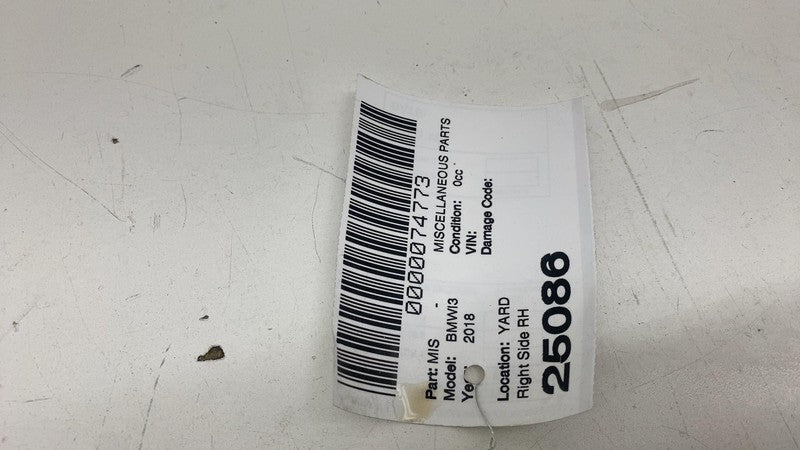 0000074773
Part: MIS - MISCELLANEOUS PARTS
Model: BMWI3 Condition: 0cc
Ye 2018 VIN:
Damage Code:
Location: YARD
Right Side RH
25086